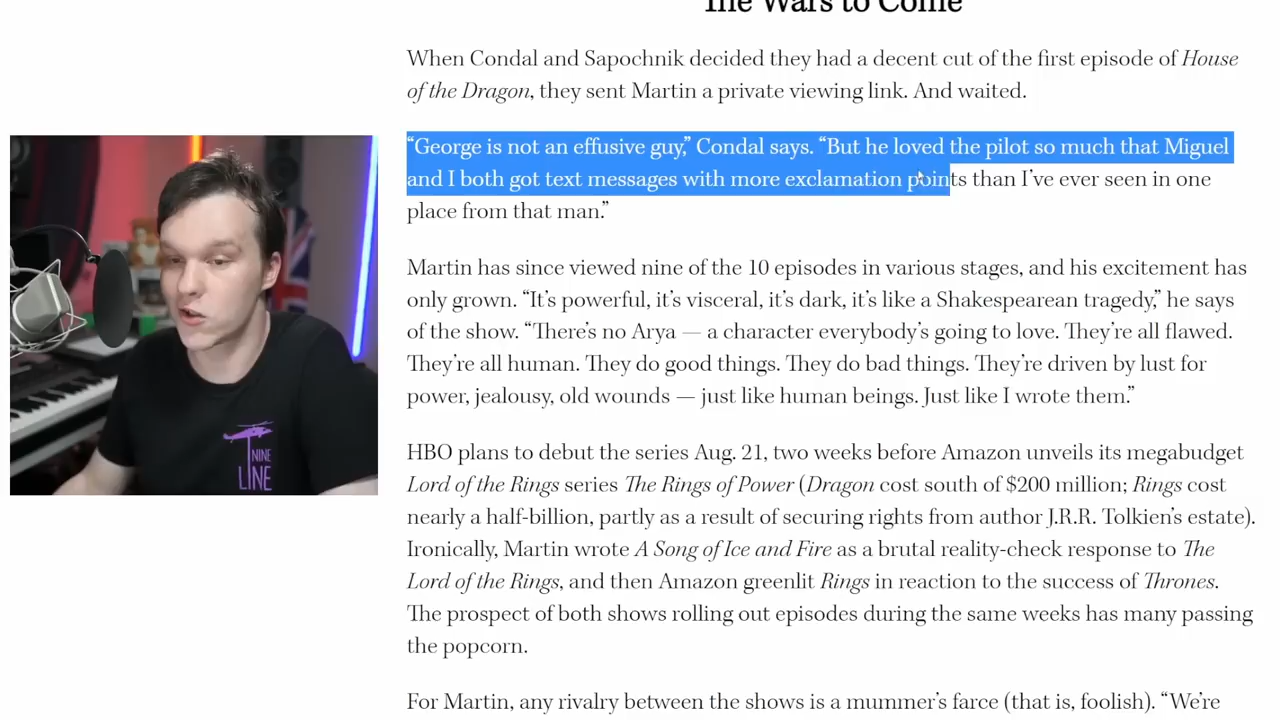 The Wars to Come
When Condal and Sapochnik decided they had a decent cut of the first episode of House
of the Dragon, they sent Martin a private viewing link. And waited.
“George is not an effusive guy,” Condal says. “But he loved the pilot so much that Miguel
and I both got text messages with more exclamation points than I’ve ever seen in one
place from that man.”
Martin has since viewed nine of the 10 episodes in various stages, and his excitement has
only grown. “It’s powerful, it’s visceral, it’s dark, it’s like a Shakespearean tragedy,” he says
of the show. “There’s no Arya — a character everybody’s going to love. They’re all flawed.
They’re all human. They do good things. They do bad things. They’re driven by lust for
power, jealousy, old wounds — just like human beings. Just like I wrote them.”
HBO plans to debut the series Aug. 21, two weeks before Amazon unveils its megabudget
Lord of the Rings series The Rings of Power (Dragon cost south of $200 million; Rings cost
nearly a half-billion, partly as a result of securing rights from author J.R.R. Tolkien’s estate).
Ironically, Martin wrote A Song of Ice and Fire as a brutal reality-check response to The
Lord of the Rings, and then Amazon greenlit Rings in reaction to the success of Thrones.
The prospect of both shows rolling out episodes during the same weeks has many passing
the popcorn.
For Martin, any rivalry between the shows is a mummer’s farce (that is, foolish). “We’re
NINE
LINE